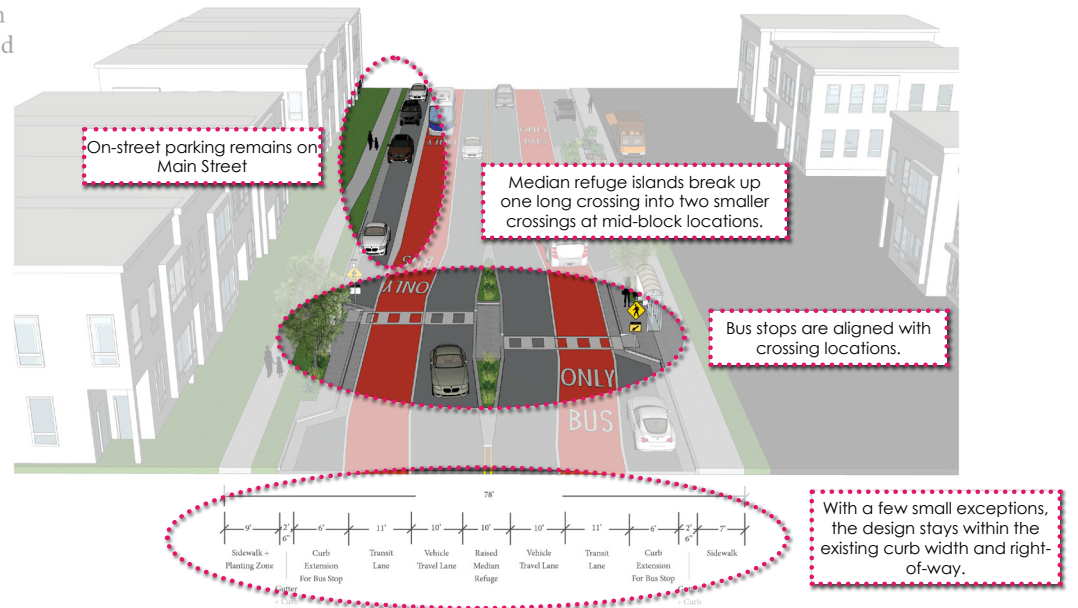 n
d
On-street parking remains on
Main Street
Median refuge islands break up
one long crossing into two smaller
crossings at mid-block locations.
ONLY
BUS
BUS
ONLY
Bus stops are aligned with
crossing locations.
ONLY
BUS
78'
9' 2' 6" 6' 11' 10' 10' 10' 11' 6' 2' 6" 7'
Sidewalk + Planting Zone
Gutter + Curb
Curb Extension For Bus Stop
Transit Lane
Vehicle Travel Lane
Raised Median Refuge
Vehicle Travel Lane
Transit Lane
Curb Extension For Bus Stop
+ Curb
Sidewalk
With a few small exceptions,
the design stays within the
existing curb width and right-
of-way.